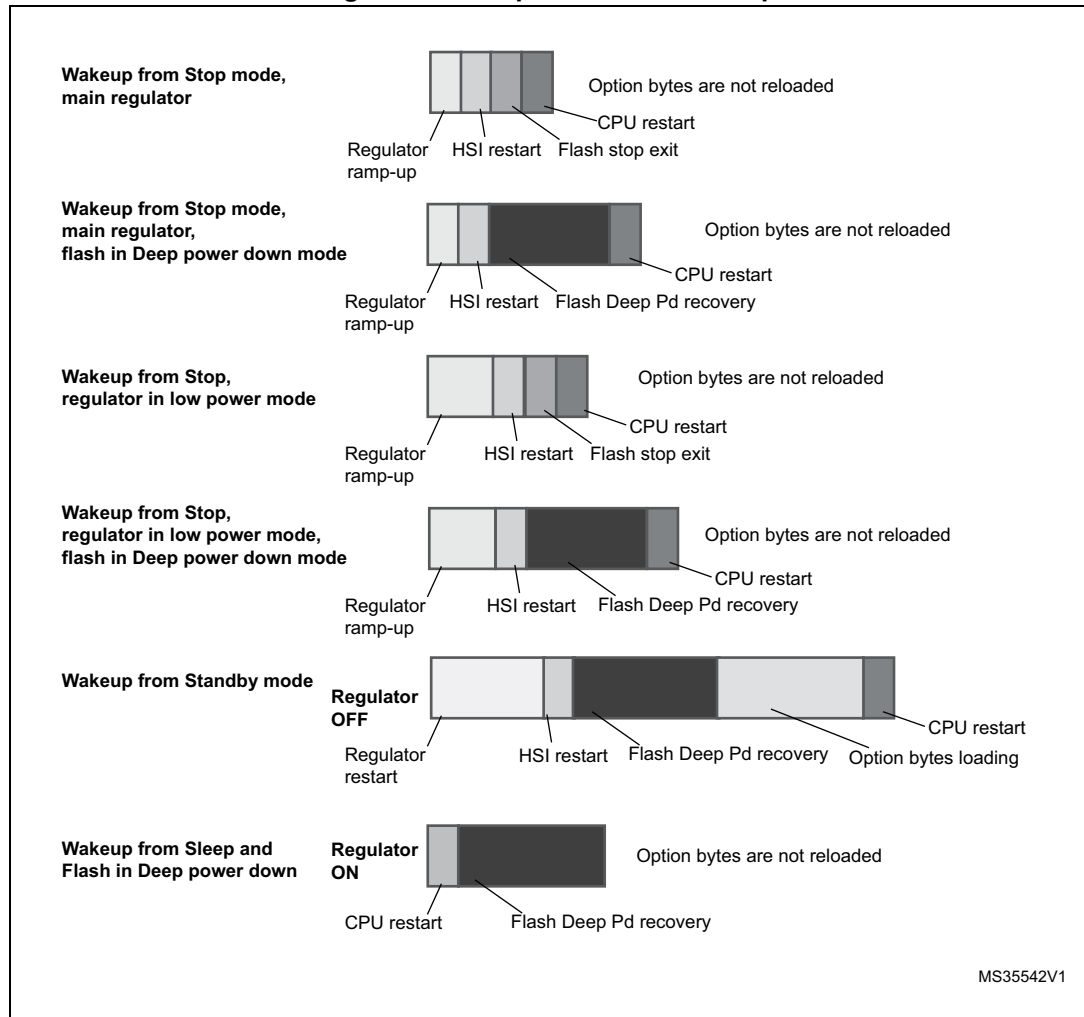 Wakeup from Stop mode,
main regulator
Option bytes are not reloaded
CPU restart
Regulator
ramp-up
HSI restart
Flash stop exit
Wakeup from Stop mode,
main regulator,
flash in Deep power down mode
Option bytes are not reloaded
CPU restart
Regulator
ramp-up
HSI restart
Flash Deep Pd recovery
Wakeup from Stop,
regulator in low power mode
Option bytes are not reloaded
CPU restart
Regulator
ramp-up
HSI restart
Flash stop exit
Wakeup from Stop,
regulator in low power mode,
flash in Deep power down mode
Option bytes are not reloaded
CPU restart
Regulator
ramp-up
HSI restart
Flash Deep Pd recovery
Wakeup from Standby mode
Regulator
OFF
CPU restart
Regulator
restart
HSI restart
Flash Deep Pd recovery
Option bytes loading
Wakeup from Sleep and
Flash in Deep power down
Regulator
ON
Option bytes are not reloaded
CPU restart
Flash Deep Pd recovery
MS35542V1